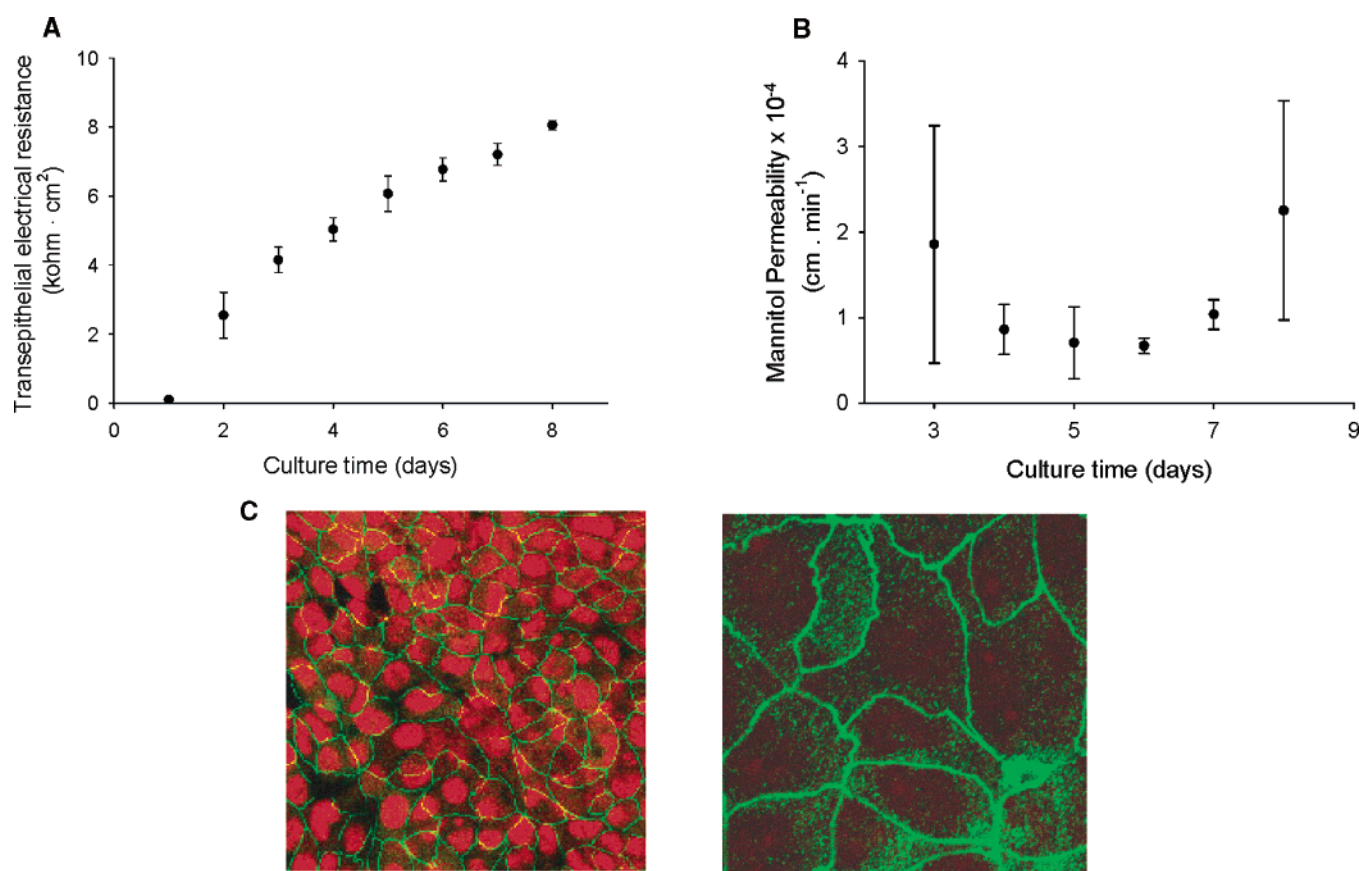 A
Transepithelial electrical resistance
(kohm · cm²)
10
8
6
4
2
0
0 2 4 6 8
Culture time (days)
B
Mannitol Permeability x 10⁻⁴
(cm . min⁻¹)
4
3
2
1
0
3 5 7 9
Culture time (days)
C